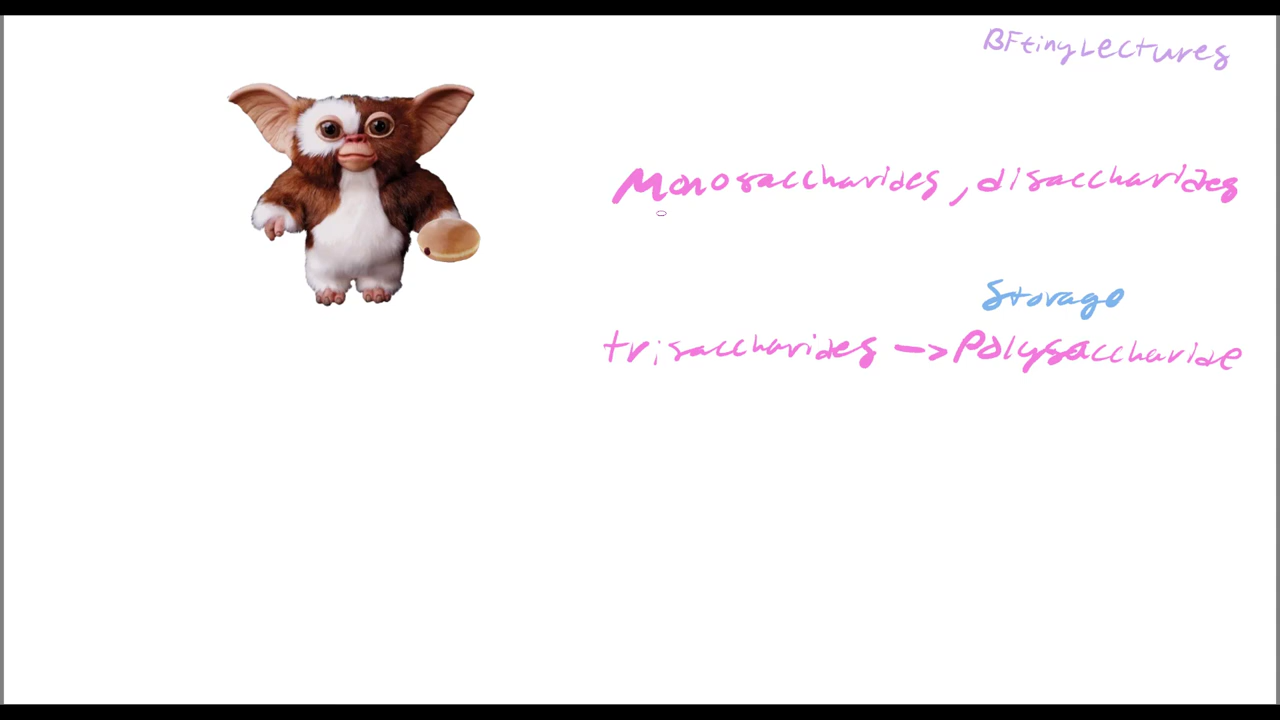 BFtinyLectures
Monosaccharides, disaccharides
Storage
trisaccharides -> Polysaccharide